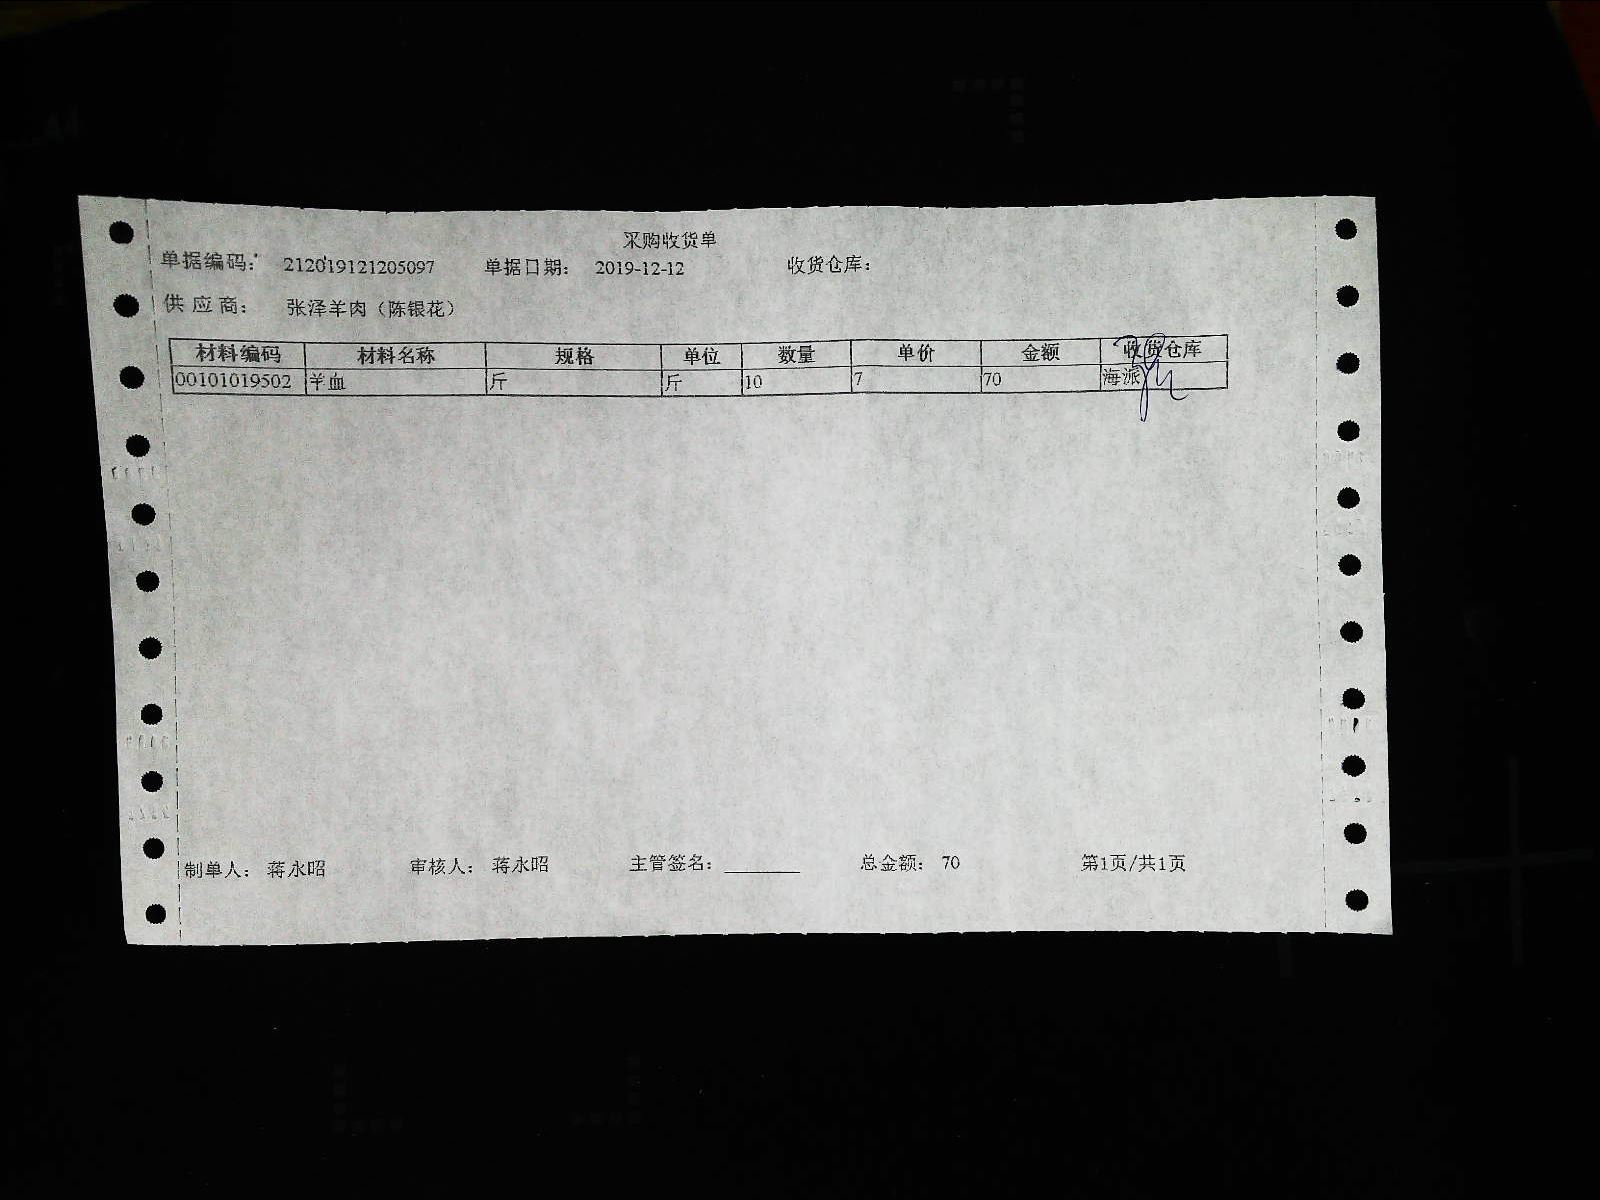 采购收货单
单据编码： 212019121205097 单据日期： 2019-12-12 收货仓库：
供应商： 张泽羊肉（陈银花）
材料编码 材料名称 规格 单位 数量 单价 金额 收货仓库
00101019502 羊血 斤 斤 10 7 70 海派
制单人： 蒋永昭 审核人： 蒋永昭 主管签名： 总金额： 70 第1页/共1页